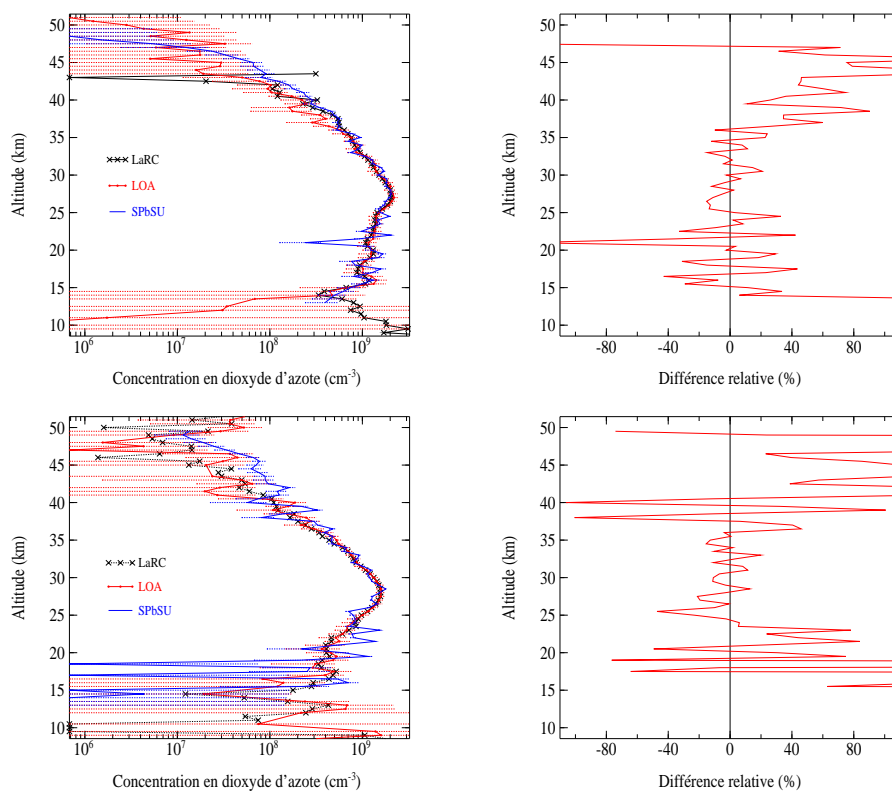 50
45
40
35
30
25
20
15
10
Altitude (km)
LaRC
LOA
SPbSU
10^6 10^7 10^8 10^9
Concentration en dioxyde d'azote (cm^-3)
50
45
40
35
30
25
20
15
10
Altitude (km)
-80 -40 0 40 80
Différence relative (%)
50
45
40
35
30
25
20
15
10
Altitude (km)
LaRC
LOA
SPbSU
10^6 10^7 10^8 10^9
Concentration en dioxyde d'azote (cm^-3)
50
45
40
35
30
25
20
15
10
Altitude (km)
-80 -40 0 40 80
Différence relative (%)